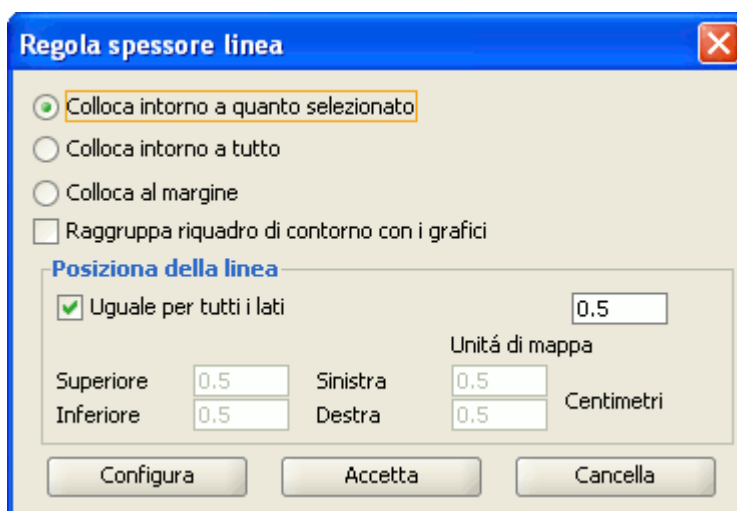 Regola spessore linea
Colloca intorno a quanto selezionato
Colloca intorno a tutto
Colloca al margine
Raggruppa riquadro di contorno con i grafici
Posiziona della linea
Uguale per tutti i lati 0.5
Unitá di mappa
Superiore 0.5 Sinistra 0.5
Centimetri
Inferiore 0.5 Destra 0.5
Configura Accetta Cancella